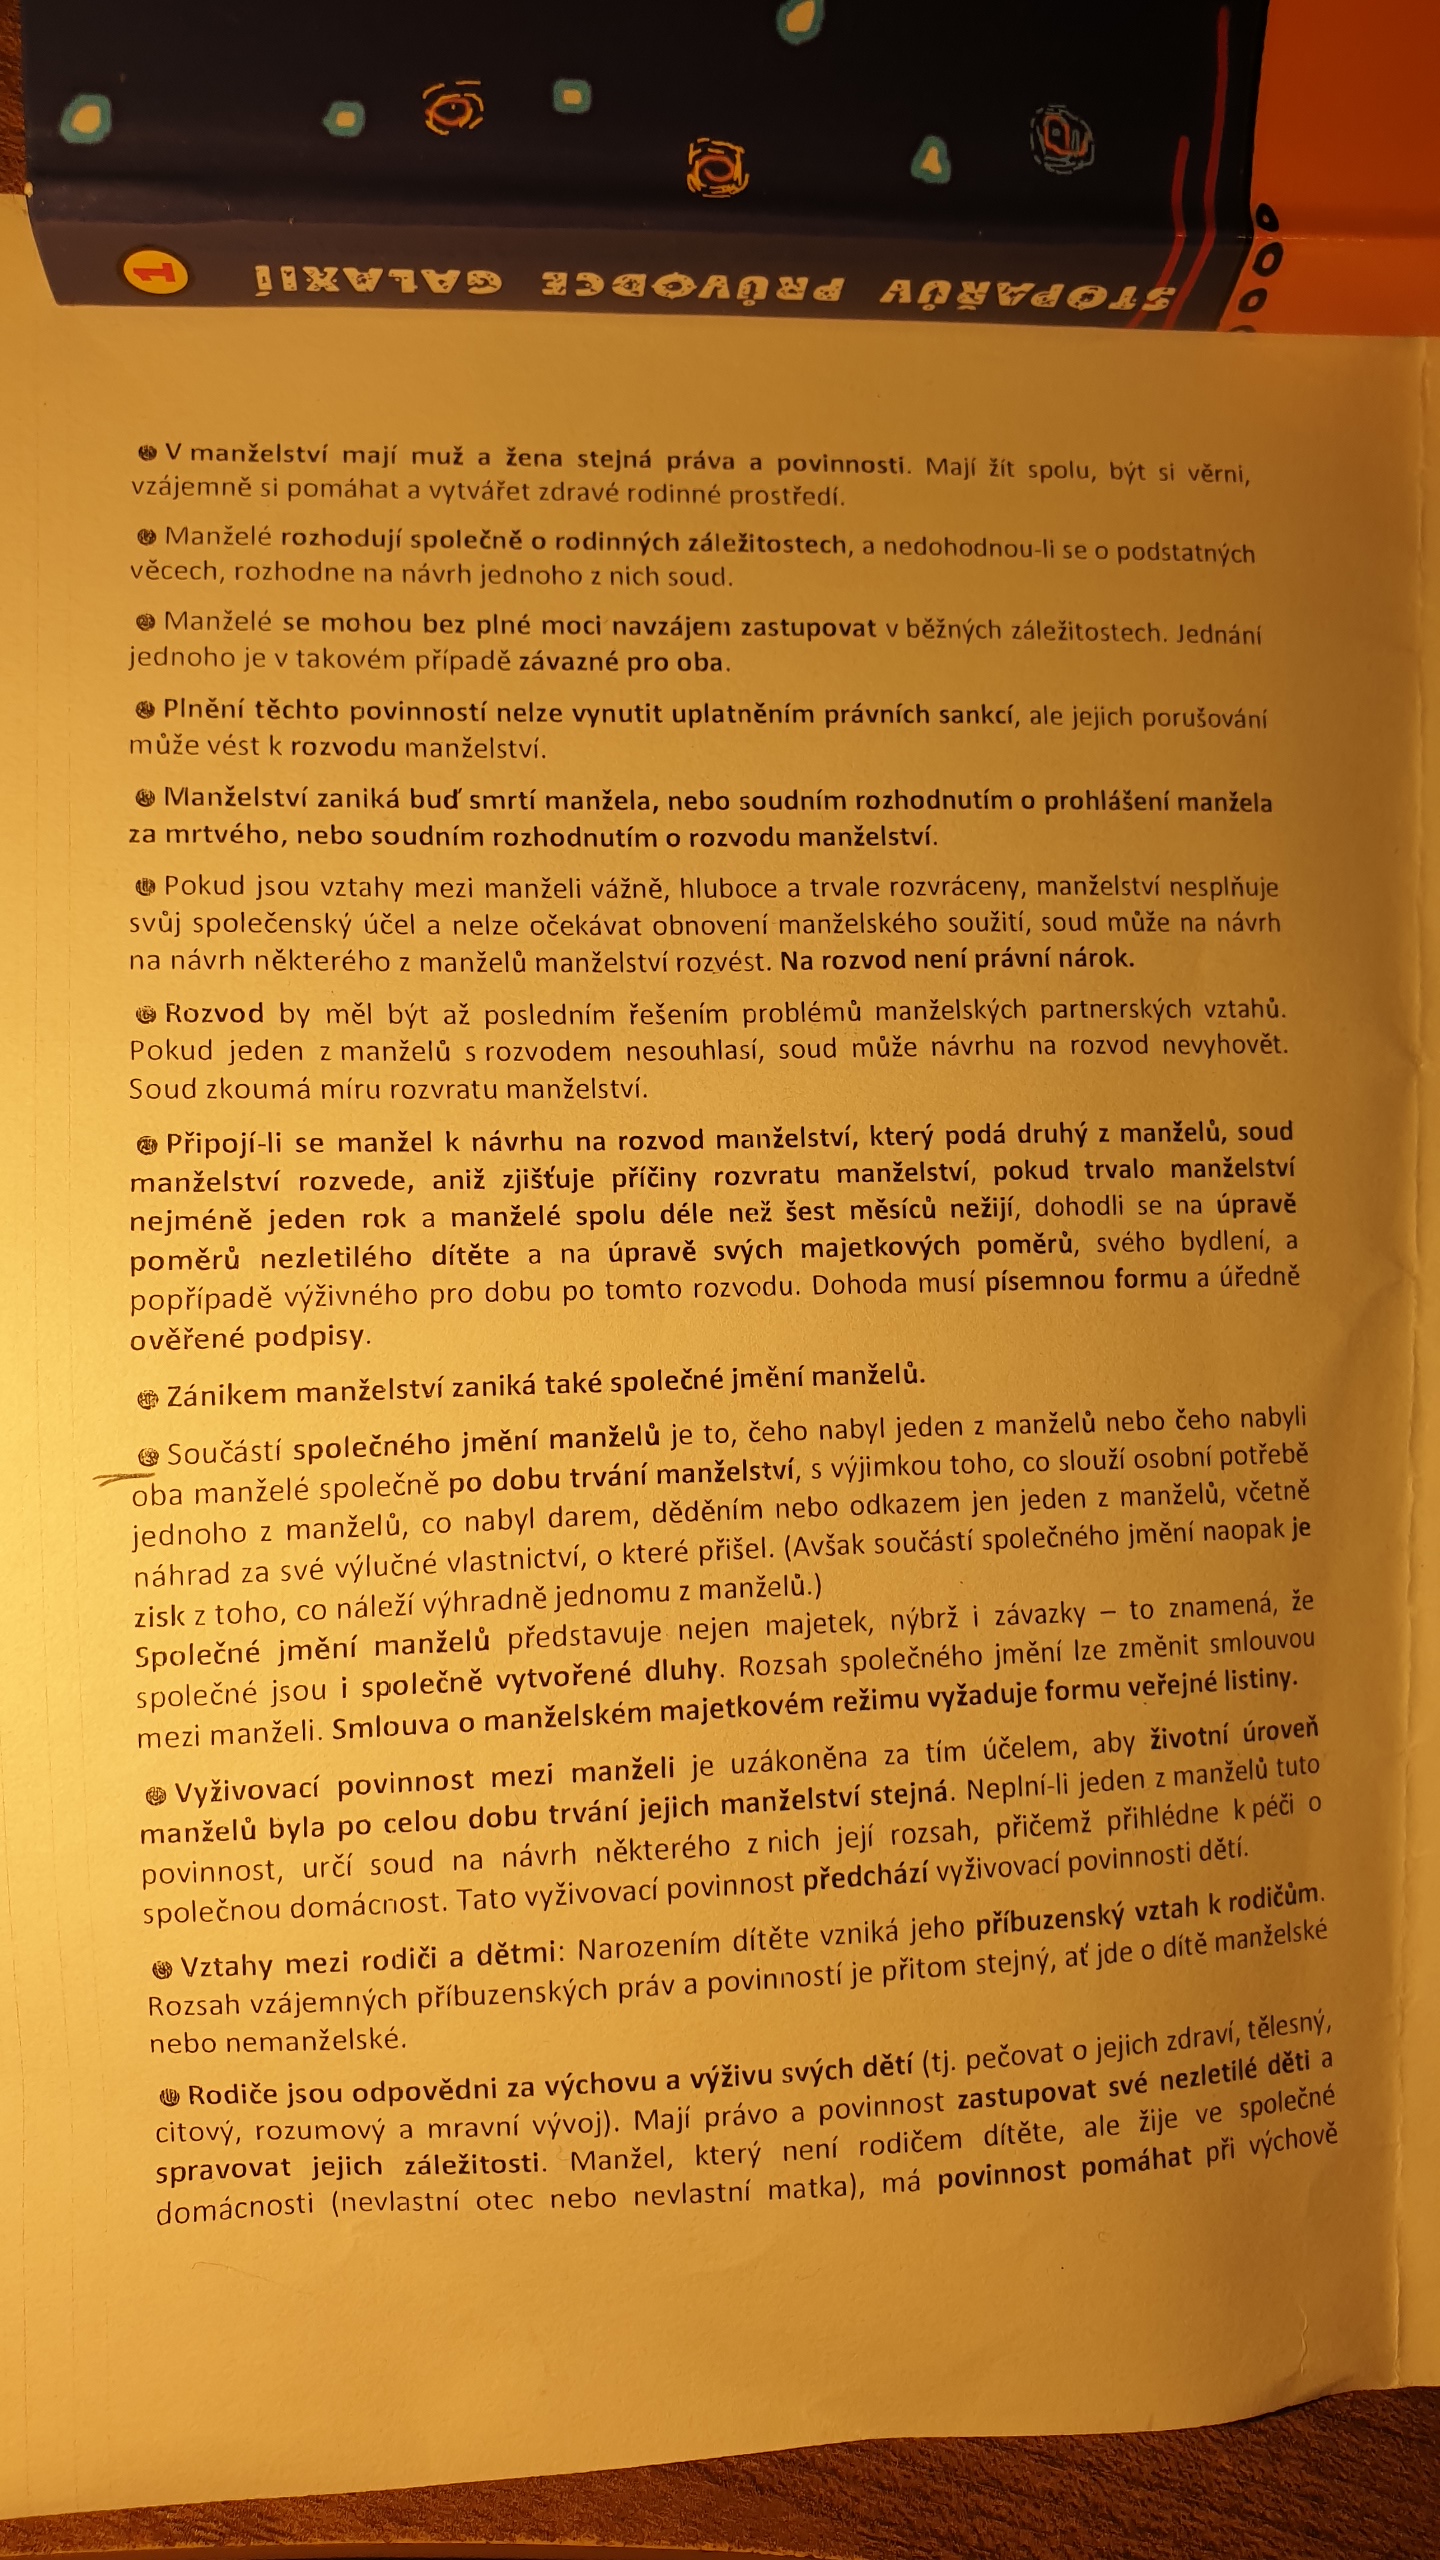 1 STOPAŘŮV PRŮVODCE GALAXIÍ
V manželství mají muž a žena stejná práva a povinnosti. Mají žít spolu, být si věrni,
vzájemně si pomáhat a vytvářet zdravé rodinné prostředí.
Manželé rozhodují společně o rodinných záležitostech, a nedohodnou-li se o podstatných
věcech, rozhodne na návrh jednoho z nich soud.
Manželé se mohou bez plné moci navzájem zastupovat v běžných záležitostech. Jednání
jednoho je v takovém případě závazné pro oba.
Plnění těchto povinností nelze vynutit uplatněním právních sankcí, ale jejich porušování
může vést k rozvodu manželství.
Manželství zaniká buď smrtí manžela, nebo soudním rozhodnutím o prohlášení manžela
za mrtvého, nebo soudním rozhodnutím o rozvodu manželství.
Pokud jsou vztahy mezi manželi vážně, hluboce a trvale rozvráceny, manželství nesplňuje
svůj společenský účel a nelze očekávat obnovení manželského soužití, soud může na návrh
na návrh některého z manželů manželství rozvést. Na rozvod není právní nárok.
Rozvod by měl být až posledním řešením problémů manželských partnerských vztahů.
Pokud jeden z manželů s rozvodem nesouhlasí, soud může návrhu na rozvod nevyhovět.
Soud zkoumá míru rozvratu manželství.
Připojí-li se manžel k návrhu na rozvod manželství, který podá druhý z manželů, soud
manželství rozvede, aniž zjišťuje příčiny rozvratu manželství, pokud trvalo manželství
nejméně jeden rok a manželé spolu déle než šest měsíců nežijí, dohodli se na úpravě
poměrů nezletilého dítěte a na úpravě svých majetkových poměrů, svého bydlení, a
popřípadě výživného pro dobu po tomto rozvodu. Dohoda musí písemnou formu a úředně
ověřené podpisy.
Zánikem manželství zaniká také společné jmění manželů.
Součástí společného jmění manželů je to, čeho nabyl jeden z manželů nebo čeho nabyli
oba manželé společně po dobu trvání manželství, s výjimkou toho, co slouží osobní potřebě
jednoho z manželů, co nabyl darem, děděním nebo odkazem jen jeden z manželů, včetně
náhrad za své výlučné vlastnictví, o které přišel. (Avšak součástí společného jmění naopak je
zisk z toho, co náleží výhradně jednomu z manželů.)
Společné jmění manželů představuje nejen majetek, nýbrž i závazky – to znamená, že
společné jsou i společně vytvořené dluhy. Rozsah společného jmění lze změnit smlouvou
mezi manželi. Smlouva o manželském majetkovém režimu vyžaduje formu veřejné listiny.
Vyživovací povinnost mezi manželi je uzákoněna za tím účelem, aby životní úroveň
manželů byla po celou dobu trvání jejich manželství stejná. Neplní-li jeden z manželů tuto
povinnost, určí soud na návrh některého z nich její rozsah, přičemž přihlédne k péči o
společnou domácnost. Tato vyživovací povinnost předchází vyživovací povinnosti dětí.
Vztahy mezi rodiči a dětmi: Narozením dítěte vzniká jeho příbuzenský vztah k rodičům.
Rozsah vzájemných příbuzenských práv a povinností je přitom stejný, ať jde o dítě manželské
nebo nemanželské.
Rodiče jsou odpovědni za výchovu a výživu svých dětí (tj. pečovat o jejich zdraví, tělesný,
citový, rozumový a mravní vývoj). Mají právo a povinnost zastupovat své nezletilé děti a
spravovat jejich záležitosti. Manžel, který není rodičem dítěte, ale žije ve společné
domácnosti (nevlastní otec nebo nevlastní matka), má povinnost pomáhat při výchově